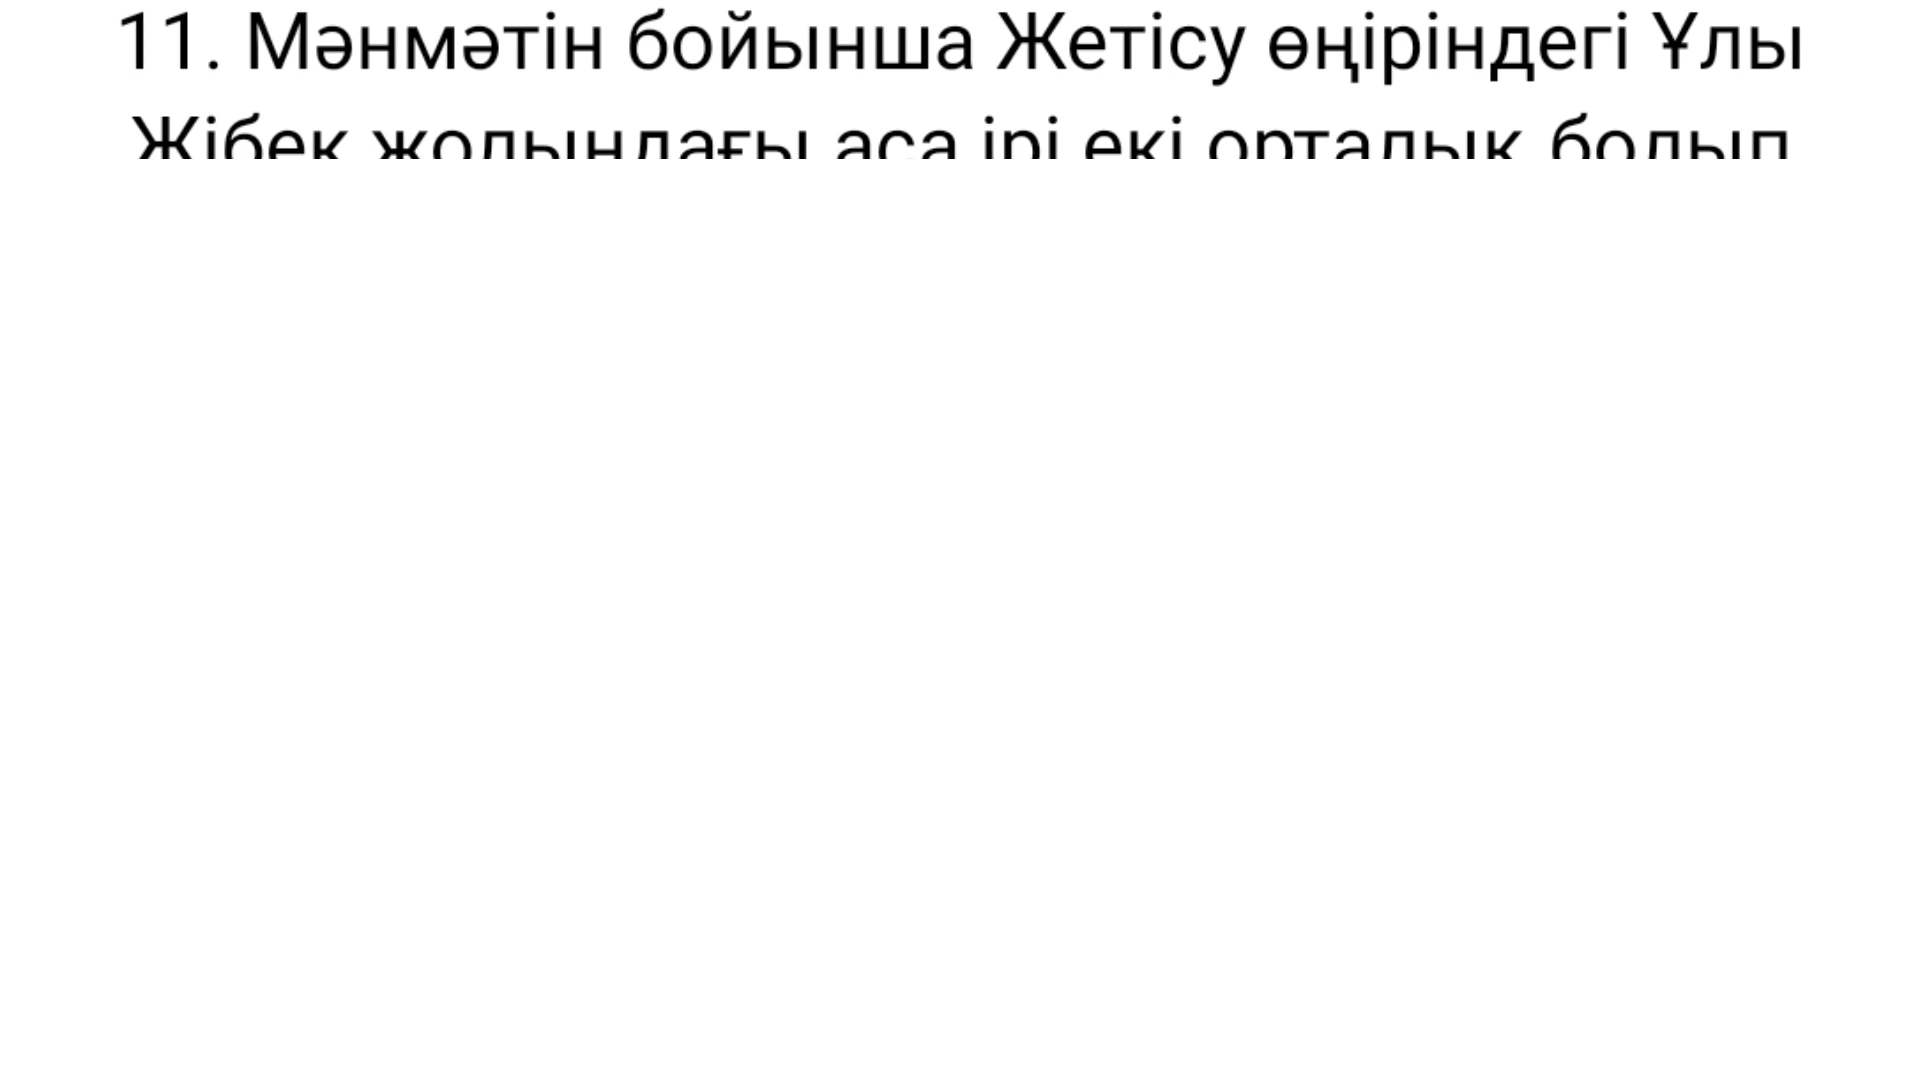 11. Мәнмәтін бойынша Жетісу өңіріндегі Ұлы
Жібек жолындағы аса ірі екі орталық болып